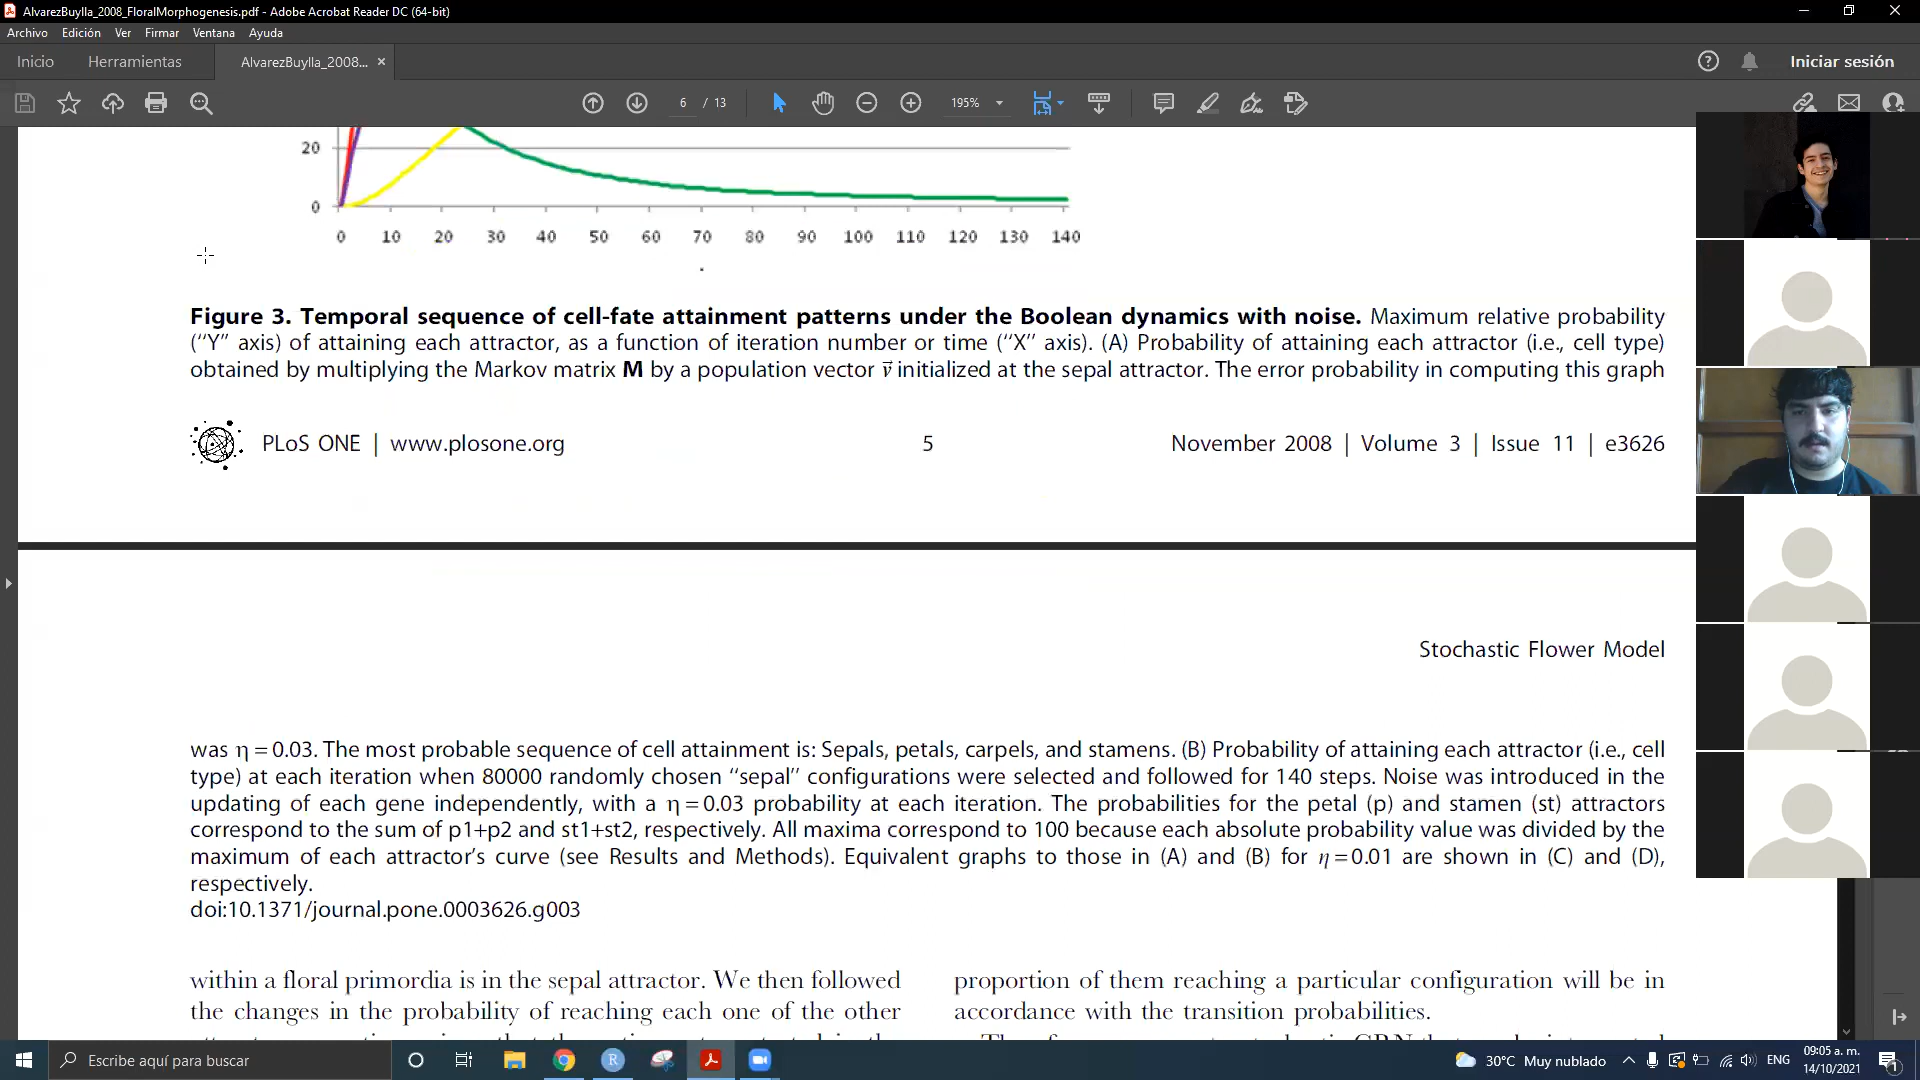 AlvarezBuylla_2008_FloralMorphogenesis.pdf - Adobe Acrobat Reader DC (64-bit)
Archivo Edición Ver Firmar Ventana Ayuda
Inicio Herramientas AlvarezBuylla_2008... × Iniciar sesión
6 / 13 195%
20
0
0 10 20 30 40 50 60 70 80 90 100 110 120 130 140
Figure 3. Temporal sequence of cell-fate attainment patterns under the Boolean dynamics with noise. Maximum relative probability
(“Y” axis) of attaining each attractor, as a function of iteration number or time (“X” axis). (A) Probability of attaining each attractor (i.e., cell type)
obtained by multiplying the Markov matrix M by a population vector v⃗ initialized at the sepal attractor. The error probability in computing this graph
PLoS ONE | www.plosone.org 5 November 2008 | Volume 3 | Issue 11 | e3626
Stochastic Flower Model
was η = 0.03. The most probable sequence of cell attainment is: Sepals, petals, carpels, and stamens. (B) Probability of attaining each attractor (i.e., cell
type) at each iteration when 80000 randomly chosen “sepal” configurations were selected and followed for 140 steps. Noise was introduced in the
updating of each gene independently, with a η = 0.03 probability at each iteration. The probabilities for the petal (p) and stamen (st) attractors
correspond to the sum of p1+p2 and st1+st2, respectively. All maxima correspond to 100 because each absolute probability value was divided by the
maximum of each attractor’s curve (see Results and Methods). Equivalent graphs to those in (A) and (B) for η = 0.01 are shown in (C) and (D),
respectively.
doi:10.1371/journal.pone.0003626.g003
within a floral primordia is in the sepal attractor. We then followed
the changes in the probability of reaching each one of the other
proportion of them reaching a particular configuration will be in
accordance with the transition probabilities.
Escribe aquí para buscar
30°C Muy nublado ENG 09:05 a. m.
14/10/2021